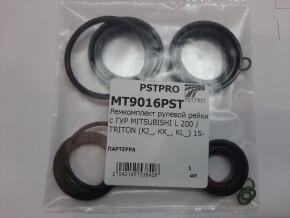 PSTPRO
MT9016PST
Ремкомплект рулевой рейки
с ГУР MITSUBISHI L 200 /
TRITON (KJ_, KK_, KL_) 15-
ПАРТЕРРА
1
шт